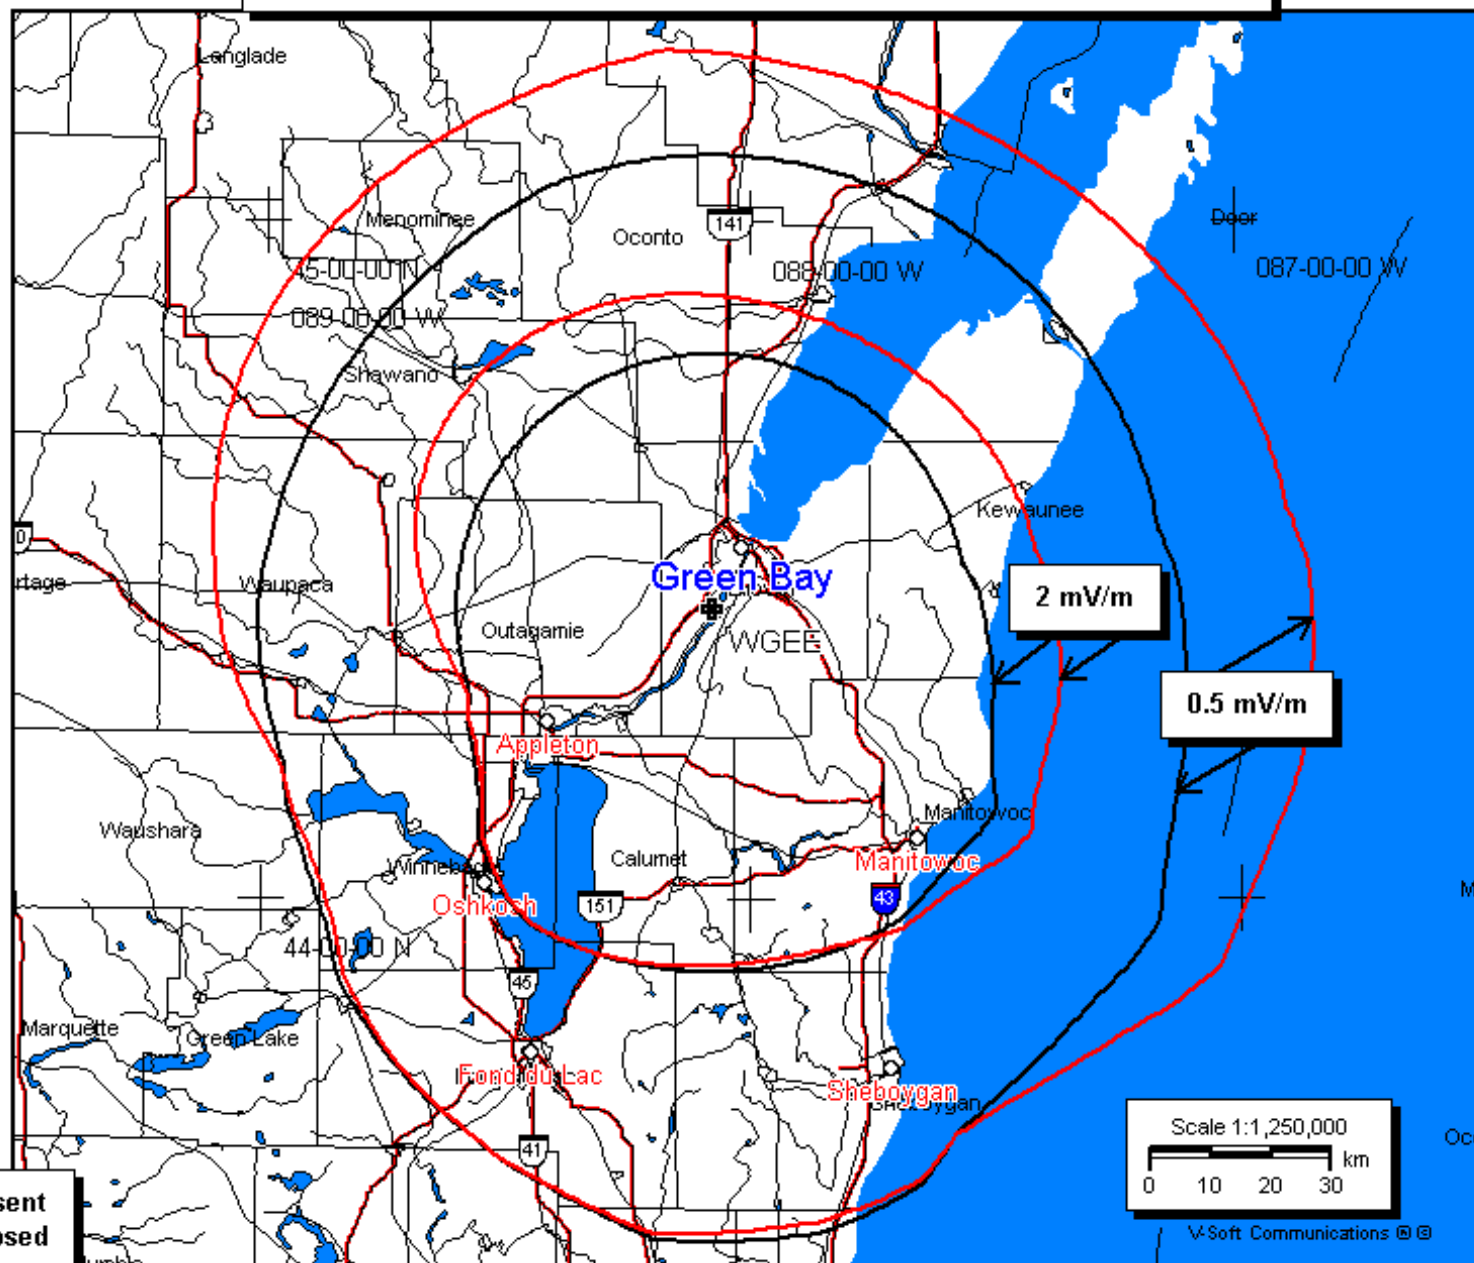 Langlade
Menominee
Oconto
141
Door
45-00-00 N
088-00-00 W
087-00-00 W
089-00-00 W
Shawano
Kewaunee
0
rtage
Waupaca
Green Bay
2 mV/m
Outagamie
WGEE
0.5 mV/m
Appleton
Waushara
Manitowoc
Winnebago
Calumet
Manitowoc
Oshkosh
151
43
M
44-00-00 N
45
Marquette
Green Lake
Fond du Lac
Sheboygan
Sheboygan
Scale 1:1,250,000
km
0 10 20 30
41
Oc
sent
osed
V-Soft Communications ® ©